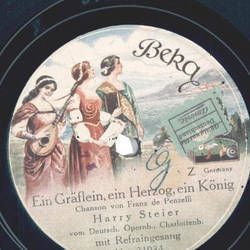 Beka
Z Germany
Ein Gräflein, ein Herzog, ein König
Chanson von Franz de Penzelli
Harry Steier
vom Deutsch. Opernh., Charlottenb.
mit Refraingesang